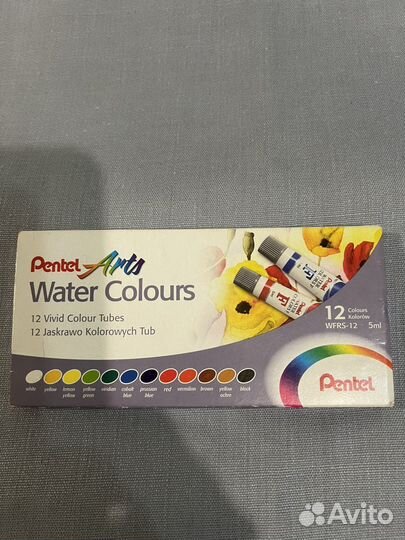 Pentel Arts
Water Colours
12 Vivid Colour Tubes
12 Jaskrawo Kolorowych Tub
12 Colours
Kolorów
WFRS-12 5ml
white yellow lemon yellow yellow green viridian cobalt blue prussian blue red vermilion brown yellow ochre black
Pentel
Avito